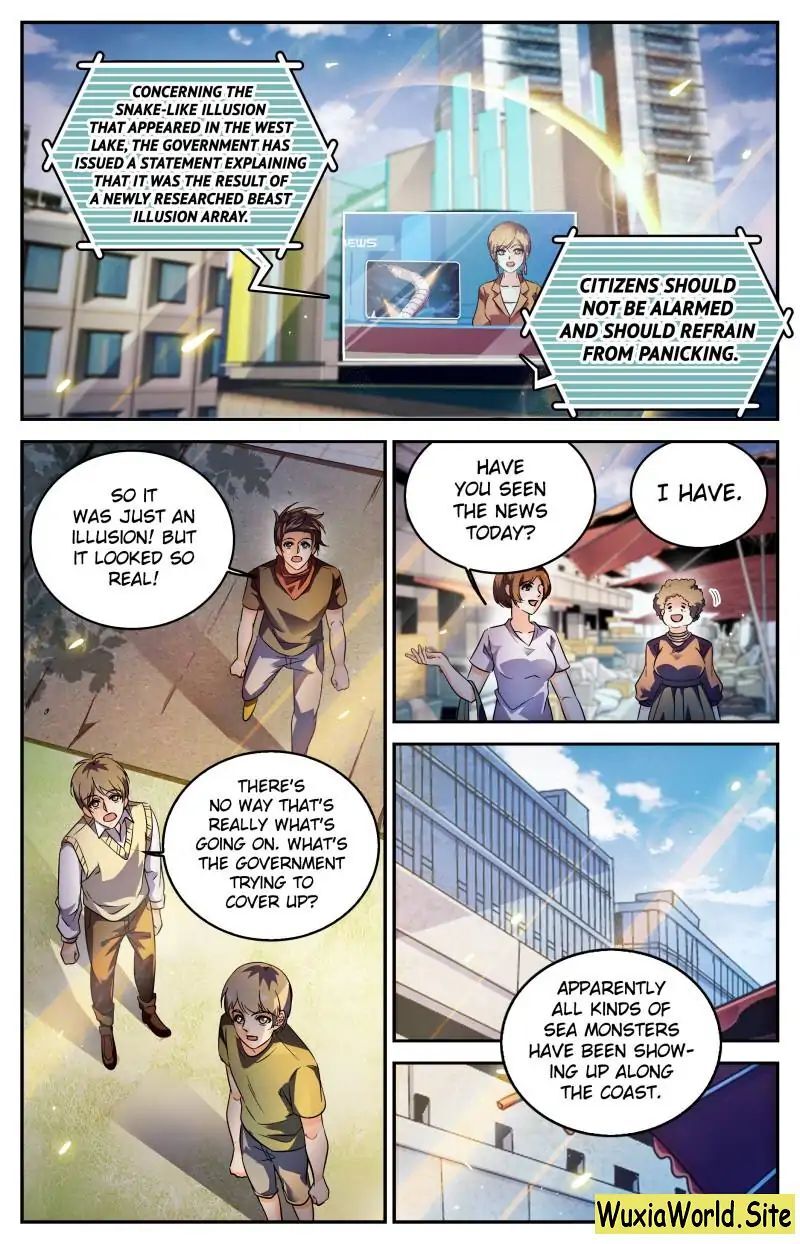 CONCERNING THE
SNAKE-LIKE ILLUSION
THAT APPEARED IN THE WEST
LAKE, THE GOVERNMENT HAS
ISSUED A STATEMENT EXPLAINING
THAT IT WAS THE RESULT OF
A NEWLY RESEARCHED BEAST
ILLUSION ARRAY.
EWS
CITIZENS SHOULD
NOT BE ALARMED
AND SHOULD REFRAIN
FROM PANICKING.
SO IT
WAS JUST AN
ILLUSION! BUT
IT LOOKED SO
REAL!
HAVE
YOU SEEN
THE NEWS
TODAY?
I HAVE.
THERE'S
NO WAY THAT'S
REALLY WHAT'S
GOING ON. WHAT'S
THE GOVERNMENT
TRYING TO
COVER UP?
APPARENTLY
ALL KINDS OF
SEA MONSTERS
HAVE BEEN SHOW-
ING UP ALONG
THE COAST.
WuxiaWorld.Site